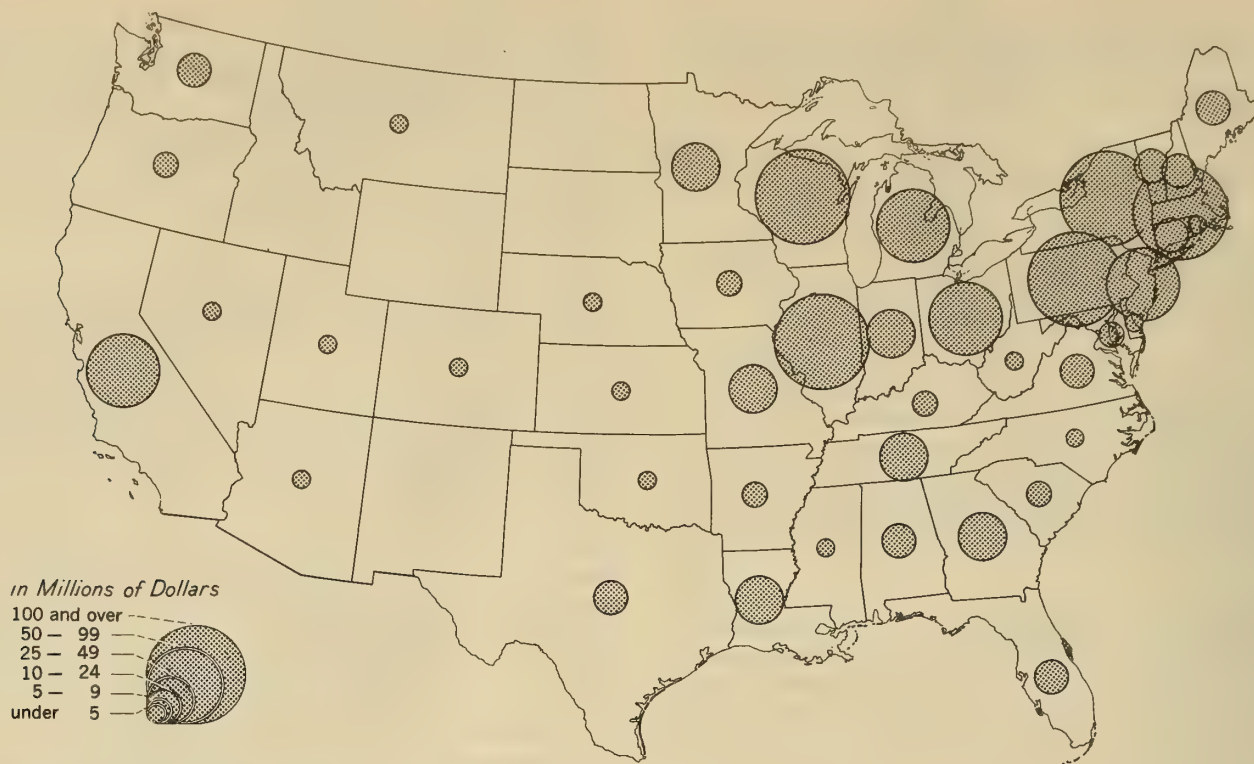 in Millions of Dollars
100 and over
50 – 99
25 – 49
10 – 24
5 – 9
under 5